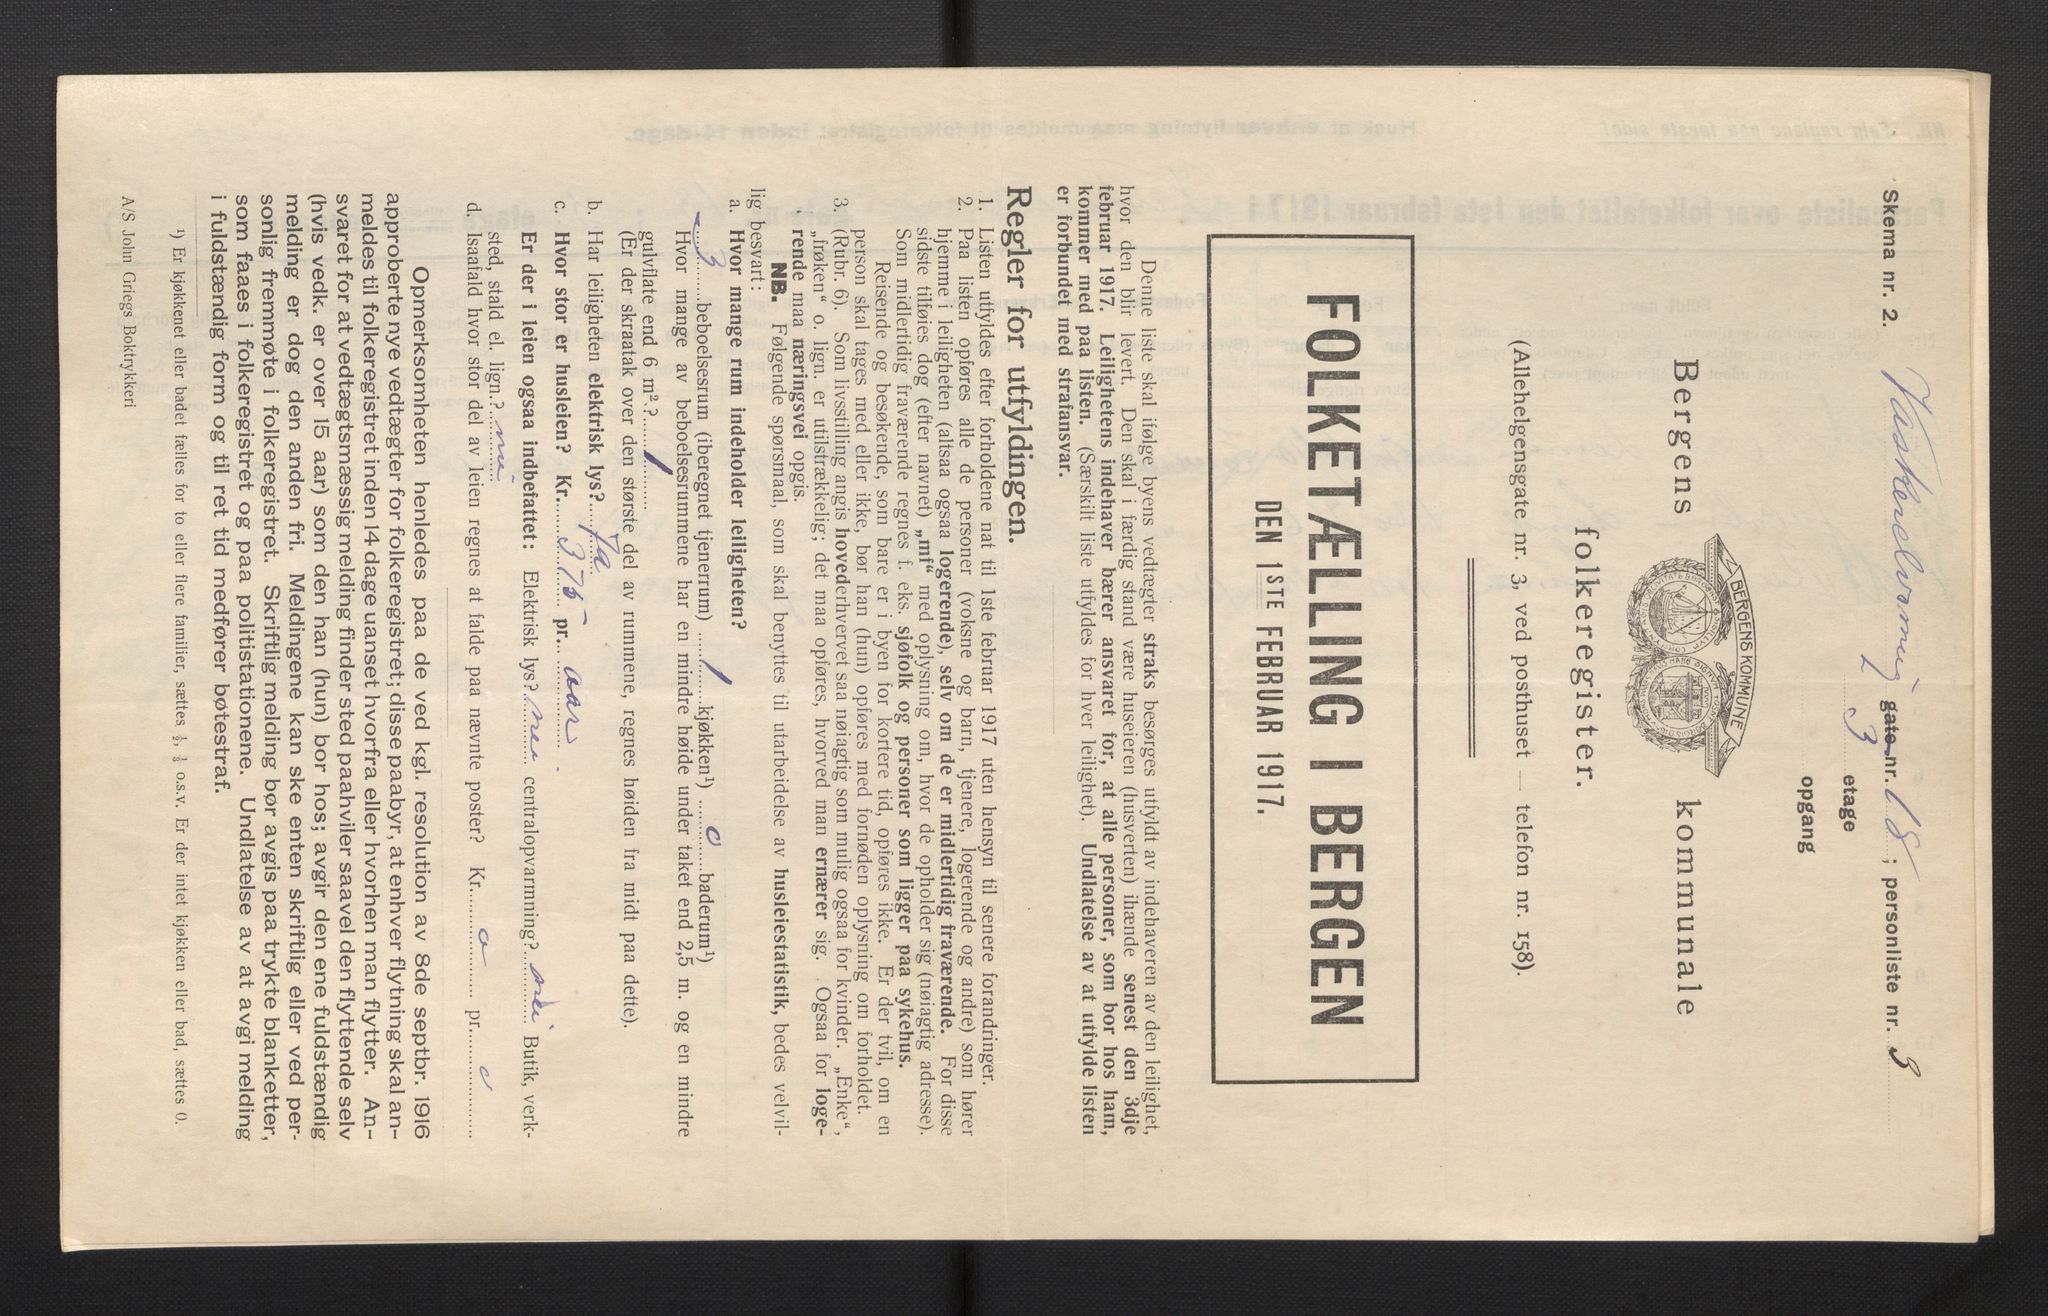 Skema nr. 2.
gate nr. 18; personliste nr. 3
3 etage
opgang
BERGENS KOMMUNE
Bergens kommunale
folkeregister.
(Allehelgensgate nr. 3, ved posthuset — telefon nr. 158).
FOLKETÆLLING I BERGEN
DEN 1STE FEBRUAR 1917.
Denne liste skal ifølge byens vedtægter straks besørges utfyldt av indehaveren av den leilighet,
hvor den blir levert. Den skal i færdig stand være huseieren (husverten) ihænde senest den 3dje
februar 1917. Leilighetens indehaver bærer ansvaret for, at alle personer, som bor hos ham,
kommer med paa listen. (Særskilt liste utfyldes for hver leilighet). Undlatelse av at utfylde listen
er forbundet med strafansvar.
Regler for utfyldingen.
1. Listen utfyldes efter forholdene nat til 1ste februar 1917 uten hensyn til senere forandringer.
2. Paa listen opføres alle de personer (voksne og barn, tjenere, logerende og andre) som hører
hjemme i leiligheten (altsaa ogsaa logerende), selv om de er midlertidig fraværende. For disse
sidste tilføies dog (efter navnet) „mf“ med oplysning om, hvor de opholder sig (nøiagtig adresse).
Som midlertidig fraværende regnes f. eks. sjøfolk og personer som ligger paa sykehus.
Reisende og besøkende, som bare er i byen for kortere tid, opføres ikke. Er der tvil, om en
person skal tages med eller ikke, bør han (hun) opføres med fornøden oplysning om forholdet.
3. (Rubr. 6). Som livsstilling angis hovederhvervet saa nøiagtig som mulig ogsaa for kvinder. „Enke“,
„frøken“ o. lign. er utilstrækkelig; det maa opføres, hvorved man ernærer sig. Ogsaa for loge-
rende maa næringsvei opgis.
NB. Følgende spørsmaal, som skal benyttes til utarbeidelse av husleiestatistik, bedes velvil-
lig besvart:
a. Hvor mange rum indeholder leiligheten?
3 beboelsesrum (iberegnet tjenerrum) 1 kjøkken¹) 0 baderum¹)
Hvor mange av beboelsesrummene har en mindre høide under taket end 2,5 m. og en mindre
gulvflate end 6 m².? 1
(Er der skraatak over den største del av rummene, regnes høiden fra midt paa dette).
b. Har leiligheten elektrisk lys? Ja
c. Hvor stor er husleien? Kr. 375 pr. aar.
Er der i leien ogsaa indbefattet: Elektrisk lys? nei centralopvarmning? nei Butik, verk-
sted, stald el. lign.? nei
d. Isaafald hvor stor del av leien regnes at falde paa nævnte poster? Kr. 0 pr. 0
Opmerksomheten henledes paa de ved kgl. resolution av 8de septbr. 1916
approberte nye vedtægter for folkeregistret; disse paabyr, at enhver flytning skal an-
meldes til folkeregistret inden 14 dage uanset hvorfra eller hvorhen man flytter. An-
svaret for at vedtægtsmæssig melding finder sted paahviler saavel den flyttende selv
(hvis vedk. er over 15 aar) som den han (hun) bor hos; avgir den ene fuldstændig
melding er dog den anden fri. Meldingene kan ske enten skriftlig eller ved per-
sonlig fremmøte i folkeregistret. Skriftlig melding bør avgis paa trykte blanketter,
som faaes i folkeregistret og paa politistationene. Undlatelse av at avgi melding
i fuldstændig form og til ret tid medfører bøtestraf.
¹) Er kjøkkenet eller badet fælles for to eller flere familier, sættes ½, ⅓ o.s.v. Er der intet kjøkken eller bad, sættes 0.
A/S John Griegs Boktrykkeri